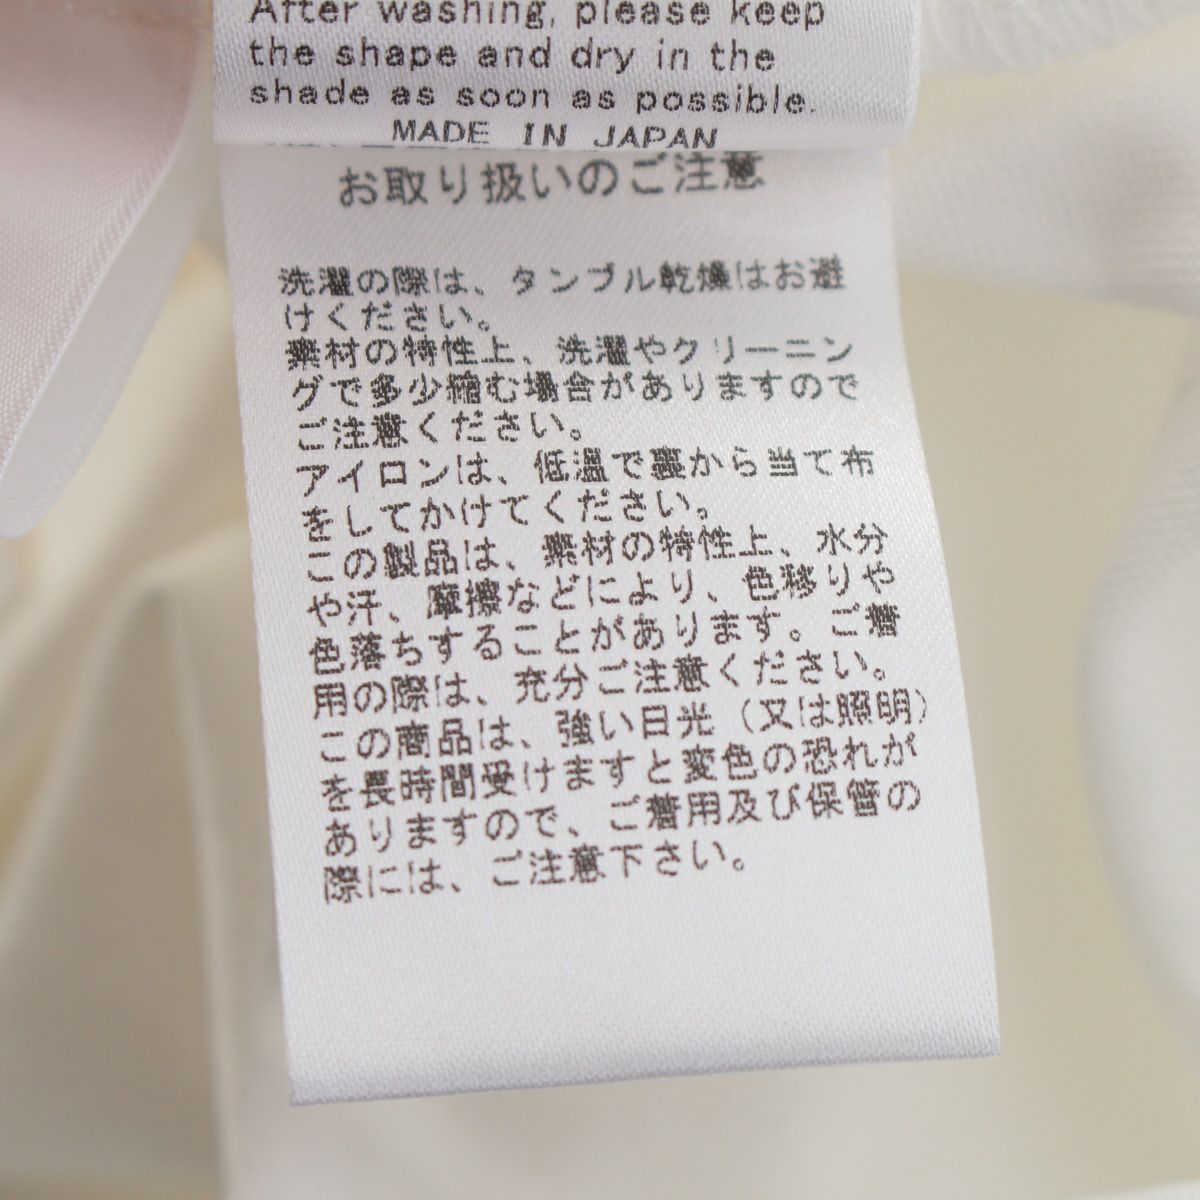 After washing, please keep
the shape and dry in the
shade as soon as possible.
MADE IN JAPAN
お取り扱いのご注意
洗濯の際は、タンブル乾燥はお避
けください。
素材の特性上、洗濯やクリーニン
グで多少縮む場合がありますので
ご注意ください。
アイロンは、低温で裏から当て布
をしてかけてください。
この製品は、素材の特性上、水分
や汗、摩擦などにより、色移りや
色落ちすることがあります。ご着
用の際は、充分ご注意ください。
この商品は、強い日光（又は照明）
を長時間受けますと変色の恐れが
ありますので、ご着用及び保管の
際には、ご注意下さい。